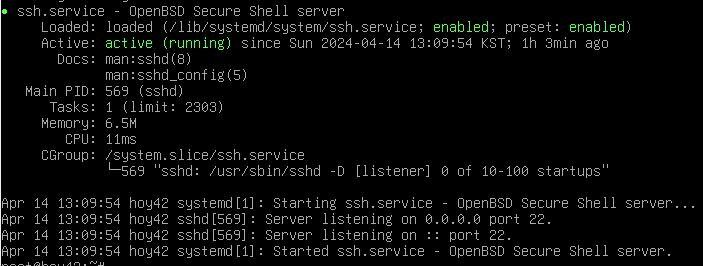 ● ssh.service - OpenBSD Secure Shell server
Loaded: loaded (/lib/systemd/system/ssh.service; enabled; preset: enabled)
Active: active (running) since Sun 2024-04-14 13:09:54 KST; 1h 3min ago
Docs: man:sshd(8)
man:sshd_config(5)
Main PID: 569 (sshd)
Tasks: 1 (limit: 2303)
Memory: 6.5M
CPU: 11ms
CGroup: /system.slice/ssh.service
└─569 "sshd: /usr/sbin/sshd -D [listener] 0 of 10-100 startups"
Apr 14 13:09:54 hoy42 systemd[1]: Starting ssh.service - OpenBSD Secure Shell server...
Apr 14 13:09:54 hoy42 sshd[569]: Server listening on 0.0.0.0 port 22.
Apr 14 13:09:54 hoy42 sshd[569]: Server listening on :: port 22.
Apr 14 13:09:54 hoy42 systemd[1]: Started ssh.service - OpenBSD Secure Shell server.
root@hoy42:~#